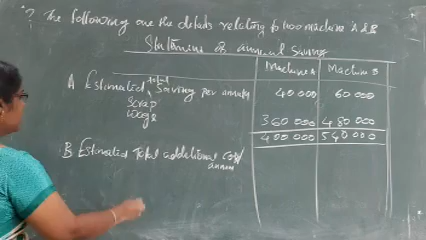 ? The following are the details relating to two machine A & B
Statement of annual saving
Machine A Machine B
A Estimated total saving per annum
scrap 40 000 60 000
wage 360 000 480 000
400 000 540 000
B Estimated Total additional cost/
annum